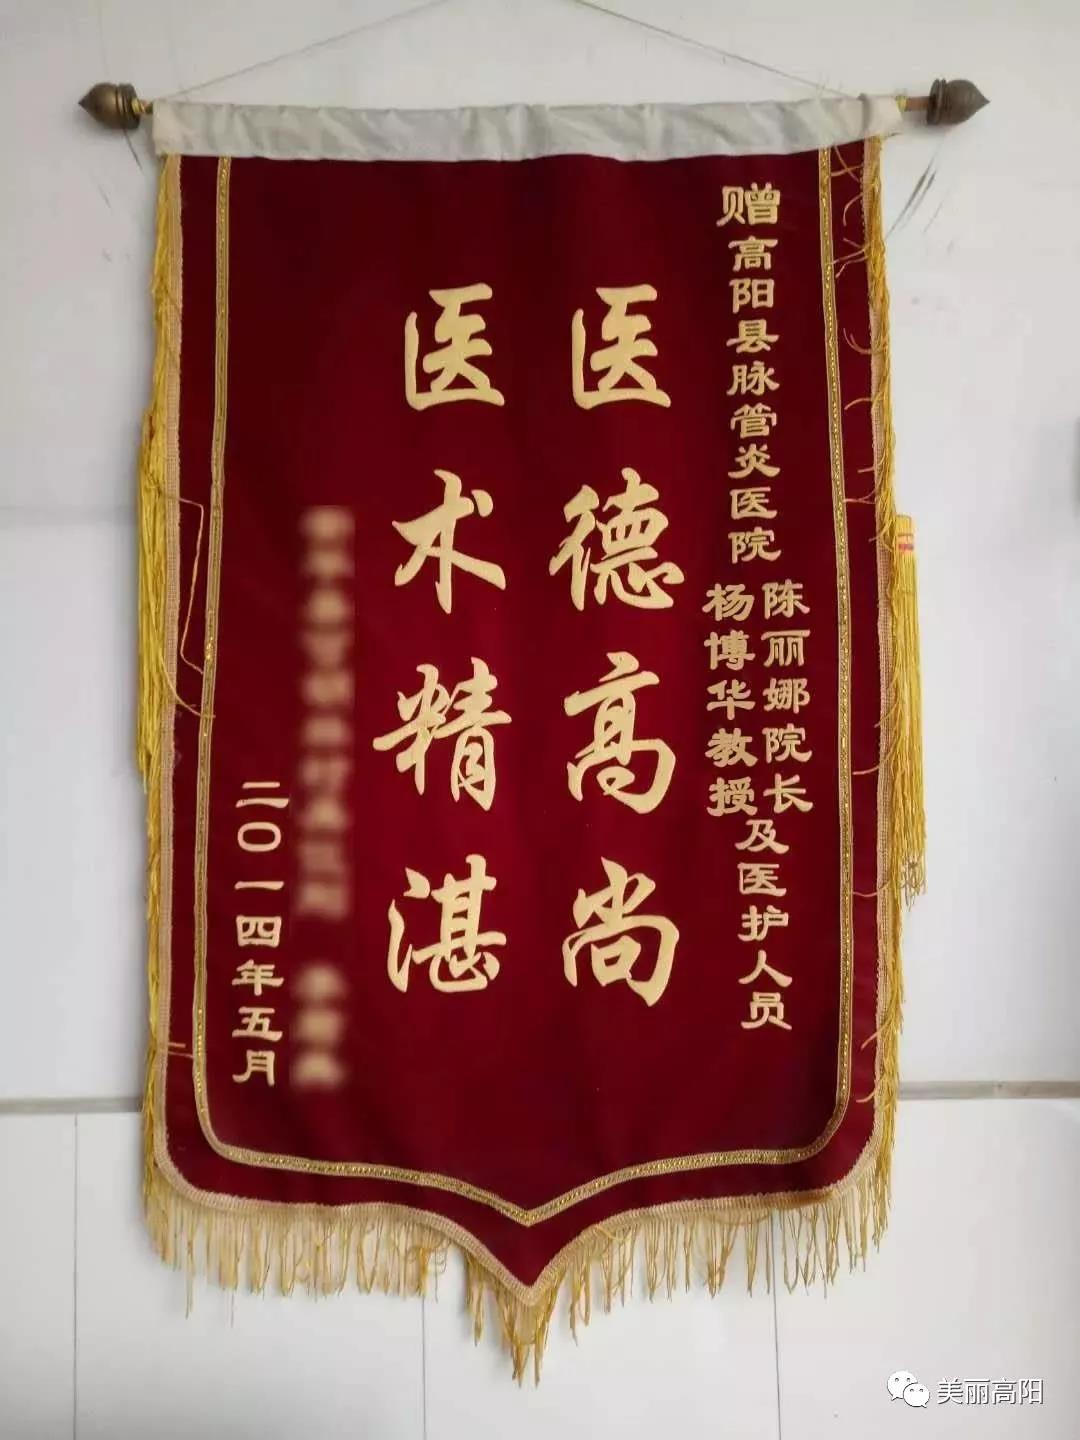 赠高阳县脉管炎医院
陈丽娜院长
杨博华教授
及医护人员
医德高尚
医术精湛
二〇一四年五月
美丽高阳